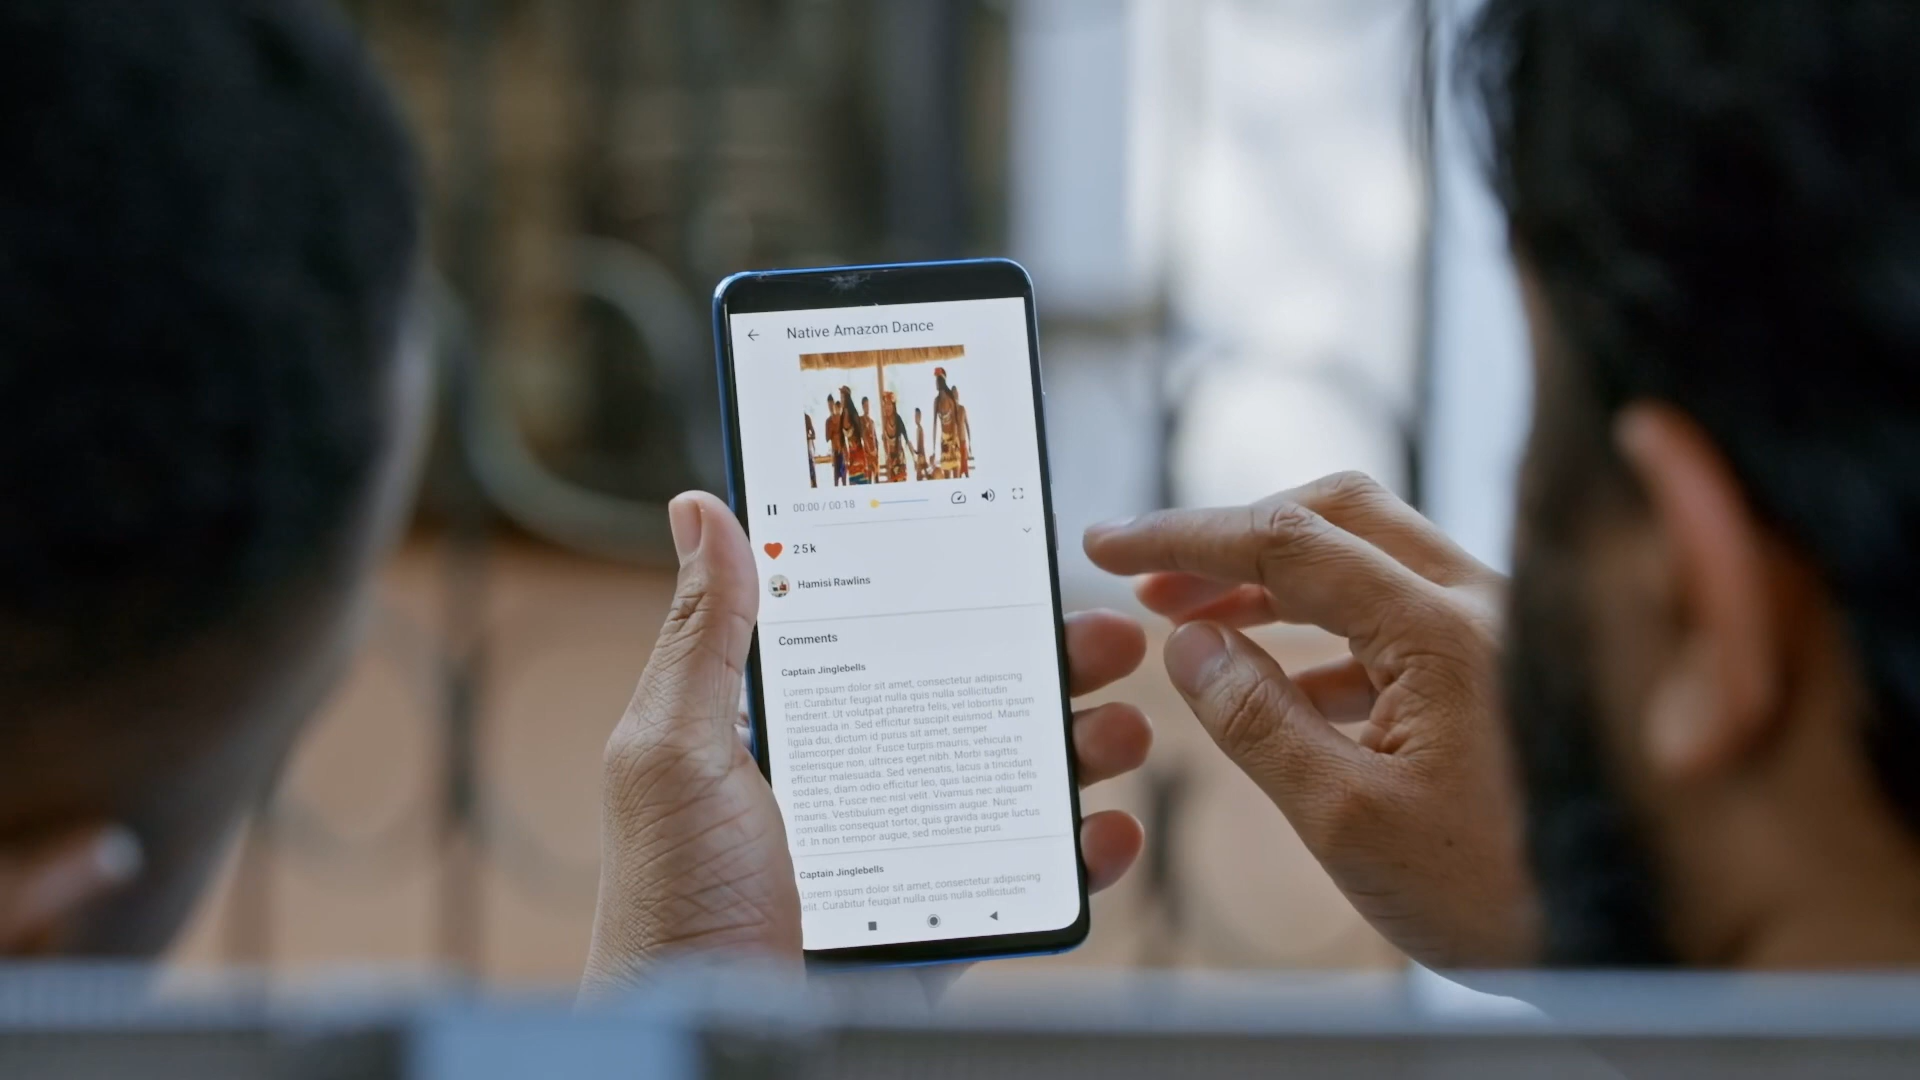 Native Amazon Dance
00:00 / 00:18
25k
Hamisi Rawlins
Comments
Captain Jinglebells
Lorem ipsum dolor sit amet, consectetur adipiscing
elit. Curabitur feugiat nulla quis nulla sollicitudin
hendrerit. Ut volutpat pharetra felis, vel lobortis ipsum
malesuada in. Sed efficitur suscipit euismod. Mauris
ligula dui, dictum id purus sit amet, semper
ullamcorper dolor. Fusce turpis mauris, vehicula in
scelerisque non, ultrices eget nibh. Morbi sagittis
efficitur malesuada. Sed venenatis, lacus a tincidunt
sodales, diam odio efficitur leo, quis lacinia odio felis
nec urna. Fusce nec nisl velit. Vivamus nec aliquam
mauris. Vestibulum eget dignissim augue. Nunc
convallis consequat tortor, quis gravida augue luctus
id. In non tempor augue, sed molestie purus.
Captain Jinglebells
Lorem ipsum dolor sit amet, consectetur adipiscing
elit. Curabitur feugiat nulla quis nulla sollicitudin